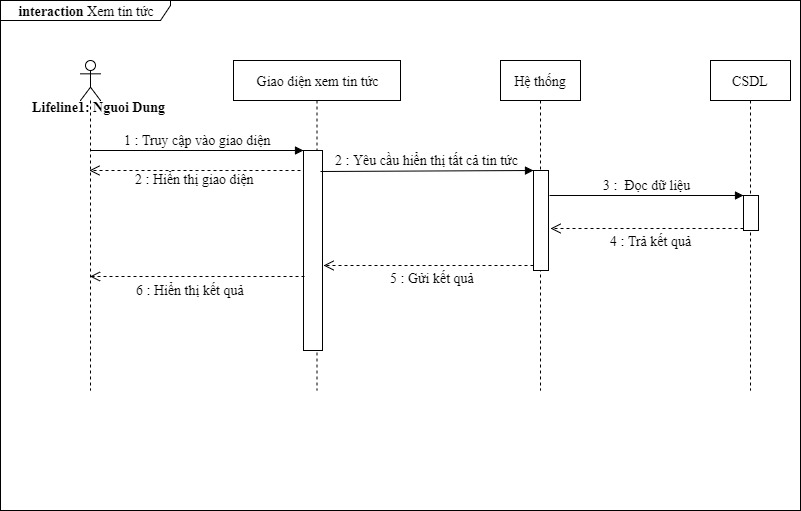 interaction Xem tin tức
Giao diện xem tin tức
Hệ thống
CSDL
Lifeline1: Nguoi Dung
1 : Truy cập vào giao diện
2 : Yêu cầu hiển thị tất cả tin tức
2 : Hiển thị giao diện
3 : Đọc dữ liệu
4 : Trả kết quả
5 : Gửi kết quả
6 : Hiển thị kết quả